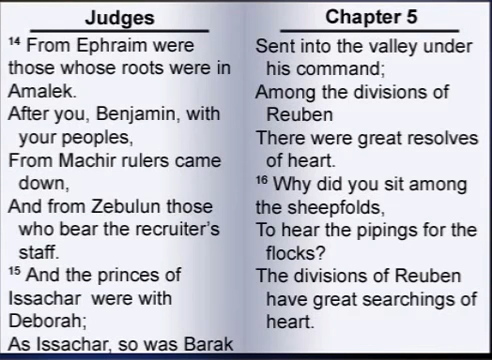 Judges
14 From Ephraim were
those whose roots were in
Amalek.
After you, Benjamin, with
your peoples,
From Machir rulers came
down,
And from Zebulun those
who bear the recruiter's
staff.
15 And the princes of
Issachar were with
Deborah;
As Issachar, so was Barak
Chapter 5
Sent into the valley under
his command;
Among the divisions of
Reuben
There were great resolves
of heart.
16 Why did you sit among
the sheepfolds,
To hear the pipings for the
flocks?
The divisions of Reuben
have great searchings of
heart.